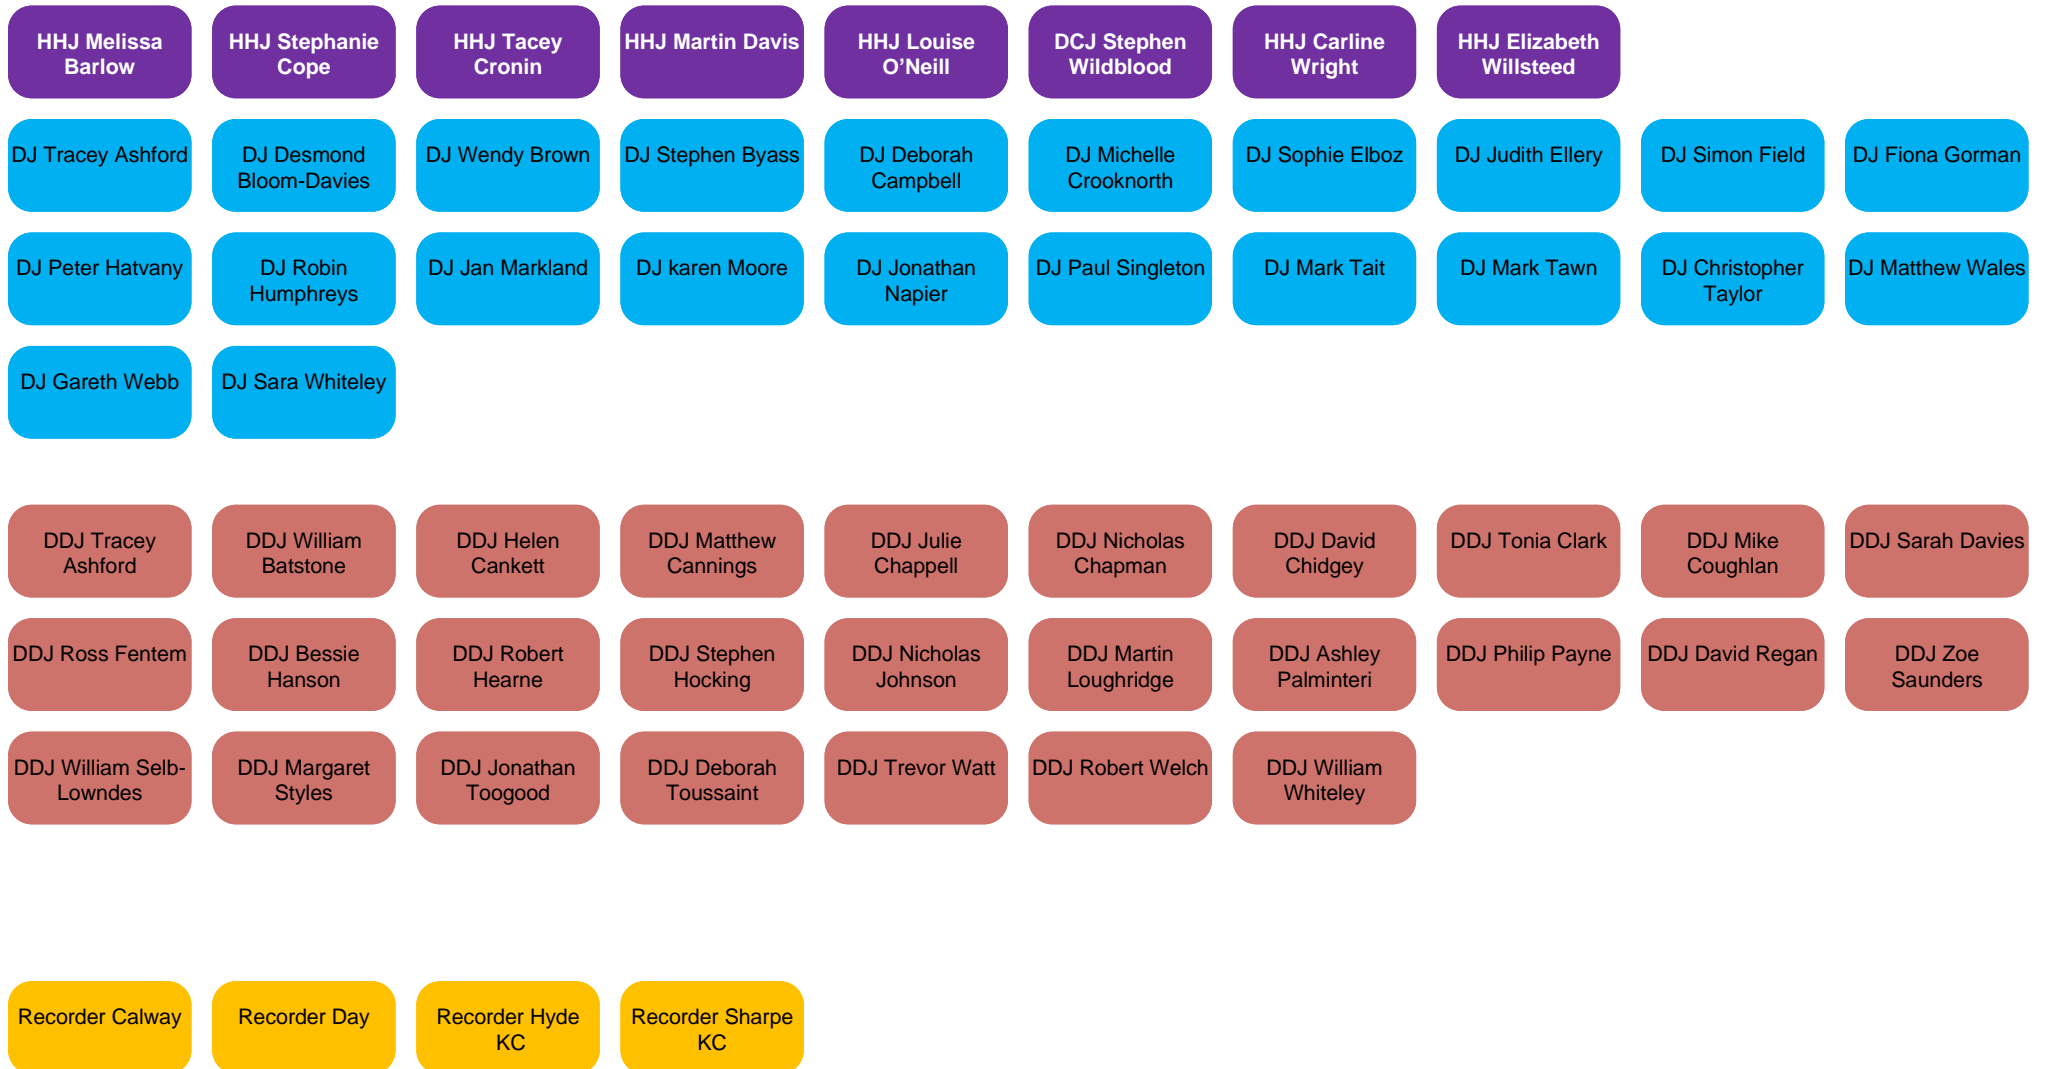 HHJ Melissa
Barlow
HHJ Stephanie
Cope
HHJ Tacey
Cronin
HHJ Martin Davis
HHJ Louise
O’Neill
DCJ Stephen
Wildblood
HHJ Carline
Wright
HHJ Elizabeth
Willsteed
DJ Tracey Ashford
DJ Desmond
Bloom-Davies
DJ Wendy Brown
DJ Stephen Byass
DJ Deborah
Campbell
DJ Michelle
Crooknorth
DJ Sophie Elboz
DJ Judith Ellery
DJ Simon Field
DJ Fiona Gorman
DJ Peter Hatvany
DJ Robin
Humphreys
DJ Jan Markland
DJ karen Moore
DJ Jonathan
Napier
DJ Paul Singleton
DJ Mark Tait
DJ Mark Tawn
DJ Christopher
Taylor
DJ Matthew Wales
DJ Gareth Webb
DJ Sara Whiteley
DDJ Tracey
Ashford
DDJ William
Batstone
DDJ Helen
Cankett
DDJ Matthew
Cannings
DDJ Julie
Chappell
DDJ Nicholas
Chapman
DDJ David
Chidgey
DDJ Tonia Clark
DDJ Mike
Coughlan
DDJ Sarah Davies
DDJ Ross Fentem
DDJ Bessie
Hanson
DDJ Robert
Hearne
DDJ Stephen
Hocking
DDJ Nicholas
Johnson
DDJ Martin
Loughridge
DDJ Ashley
Palminteri
DDJ Philip Payne
DDJ David Regan
DDJ Zoe
Saunders
DDJ William Selb-
Lowndes
DDJ Margaret
Styles
DDJ Jonathan
Toogood
DDJ Deborah
Toussaint
DDJ Trevor Watt
DDJ Robert Welch
DDJ William
Whiteley
Recorder Calway
Recorder Day
Recorder Hyde
KC
Recorder Sharpe
KC